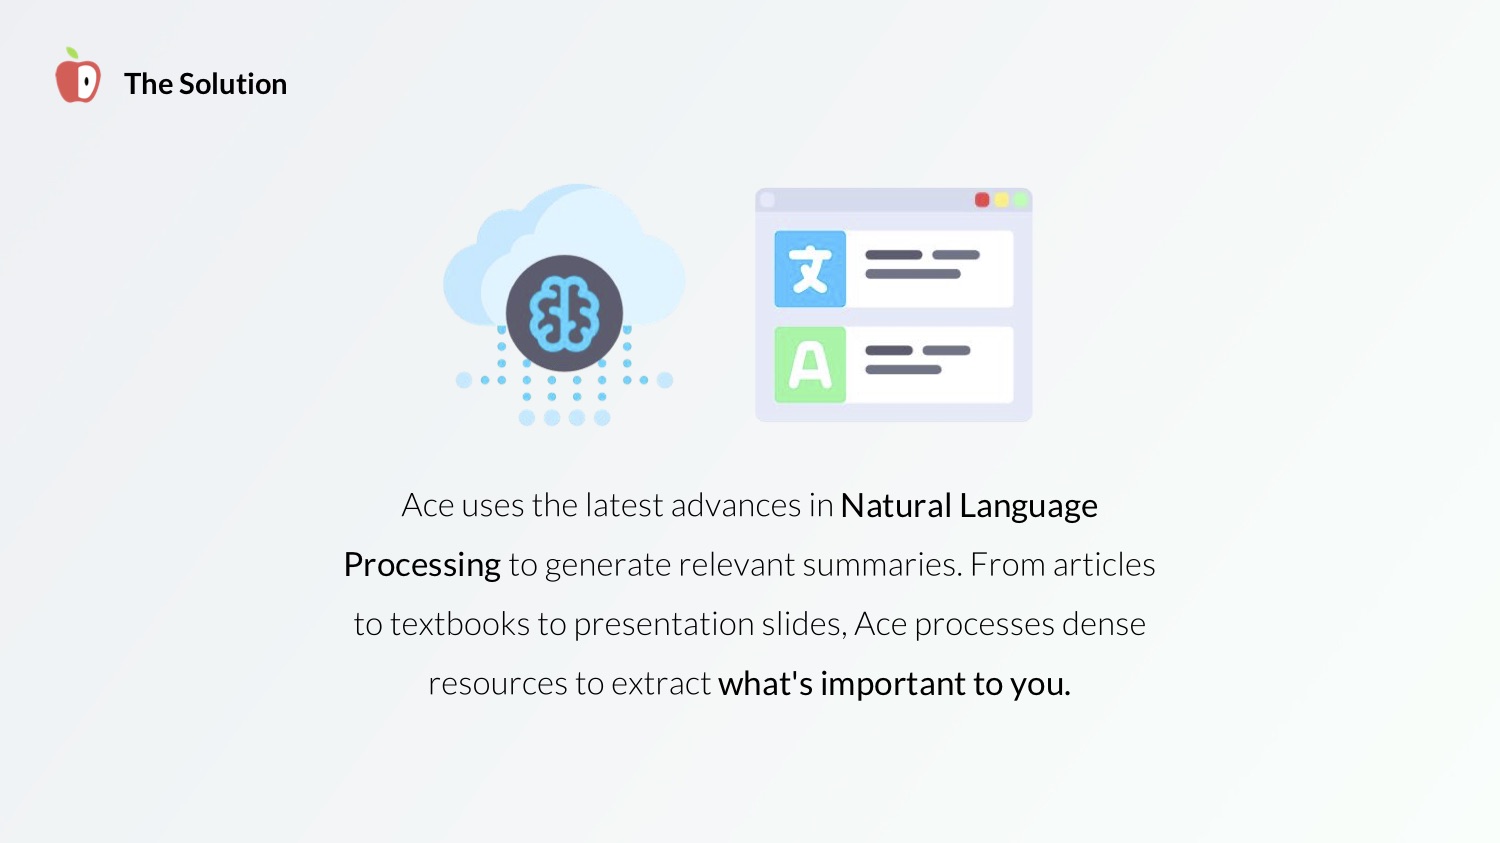 The Solution
文
A
Ace uses the latest advances in Natural Language
Processing to generate relevant summaries. From articles
to textbooks to presentation slides, Ace processes dense
resources to extract what's important to you.